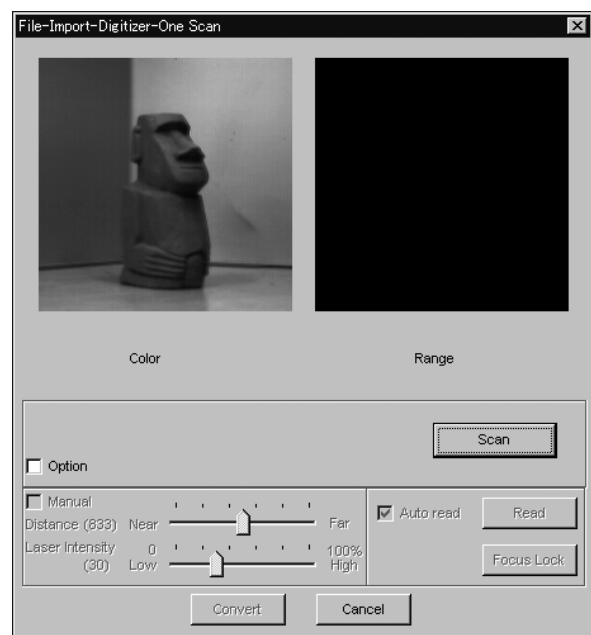 File-Import-Digitizer-One Scan
Color
Range
Scan
Option
Manual
Distance (833) Near Far
Laser Intensity 0 100%
(30) Low High
Auto read
Read
Focus Lock
Convert
Cancel